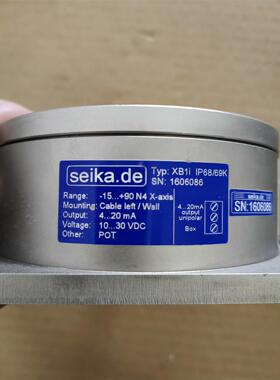 seika.de
Typ: XB1i IP68/69K
SN: 1606086
Range: -15...+90 N4 X-axis
Mounting: Cable left / Wall
Output: 4...20 mA
Voltage: 10...30 VDC
Other: POT
4...20mA
output
unipolar
Box
seika.de
SN:1606086